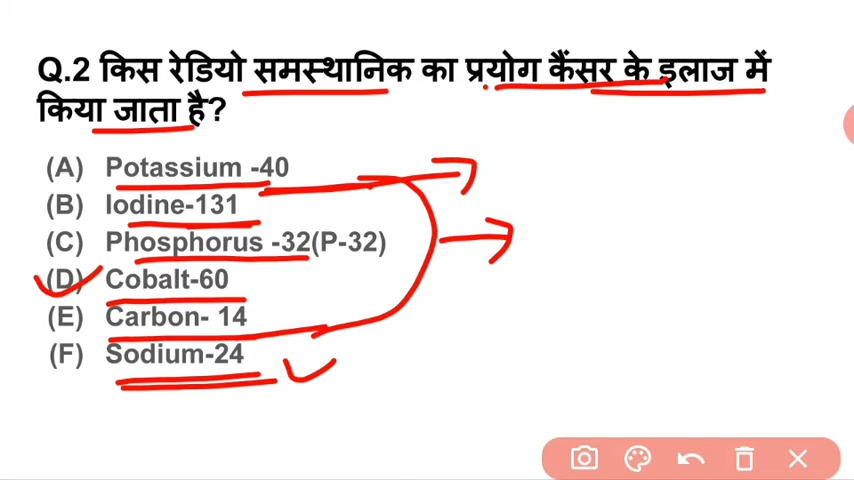 Q.2 किस रेडियो समस्थानिक का प्रयोग कैंसर के इलाज में
किया जाता है?
(A) Potassium -40
(B) Iodine-131
(C) Phosphorus -32(P-32)
(D) Cobalt-60
(E) Carbon- 14
(F) Sodium-24